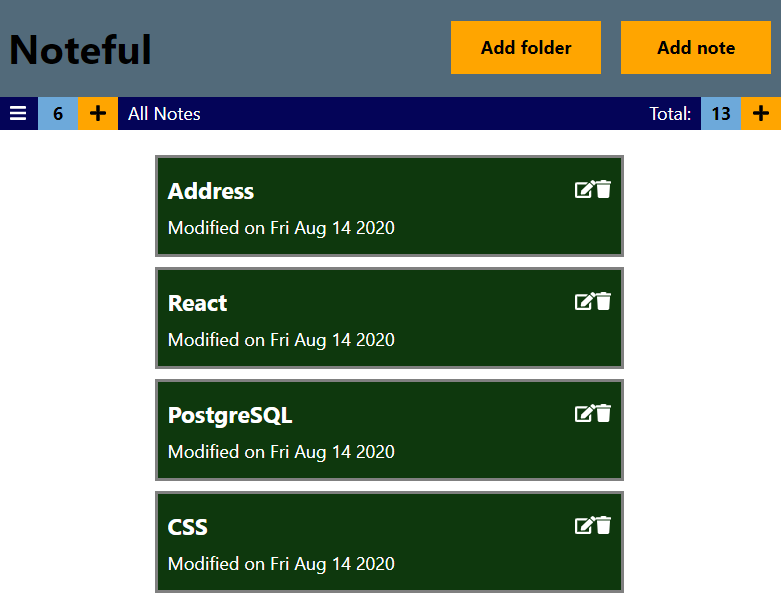 Noteful
Add folder
Add note
6
All Notes
Total: 13
Address
Modified on Fri Aug 14 2020
React
Modified on Fri Aug 14 2020
PostgreSQL
Modified on Fri Aug 14 2020
CSS
Modified on Fri Aug 14 2020